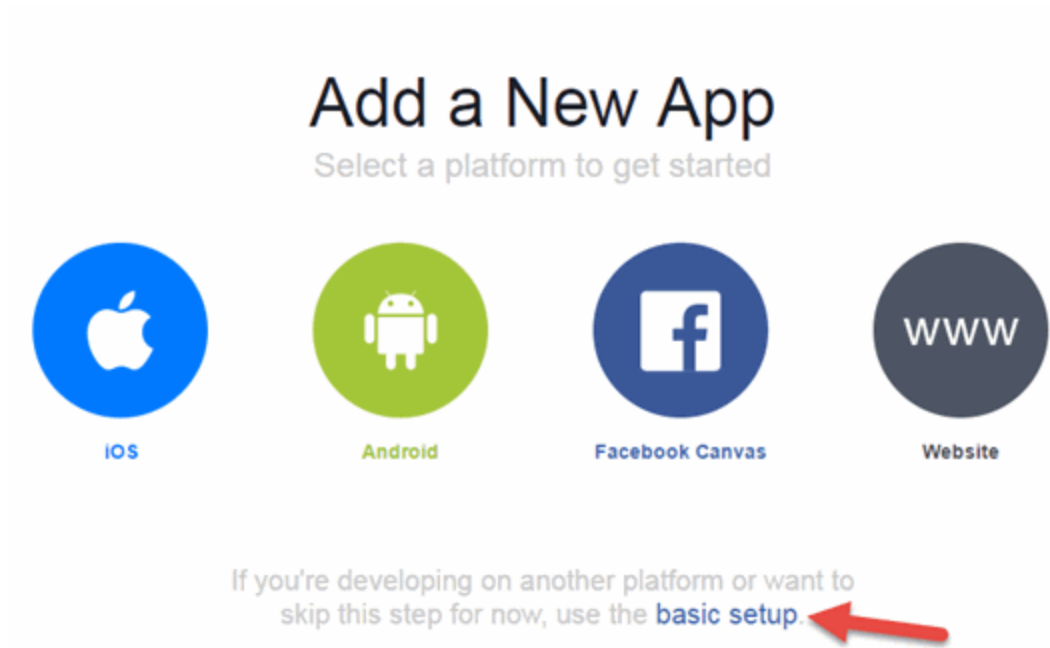 Add a New App
Select a platform to get started
www
iOS
Android
Facebook Canvas
Website
If you're developing on another platform or want to
skip this step for now, use the basic setup.